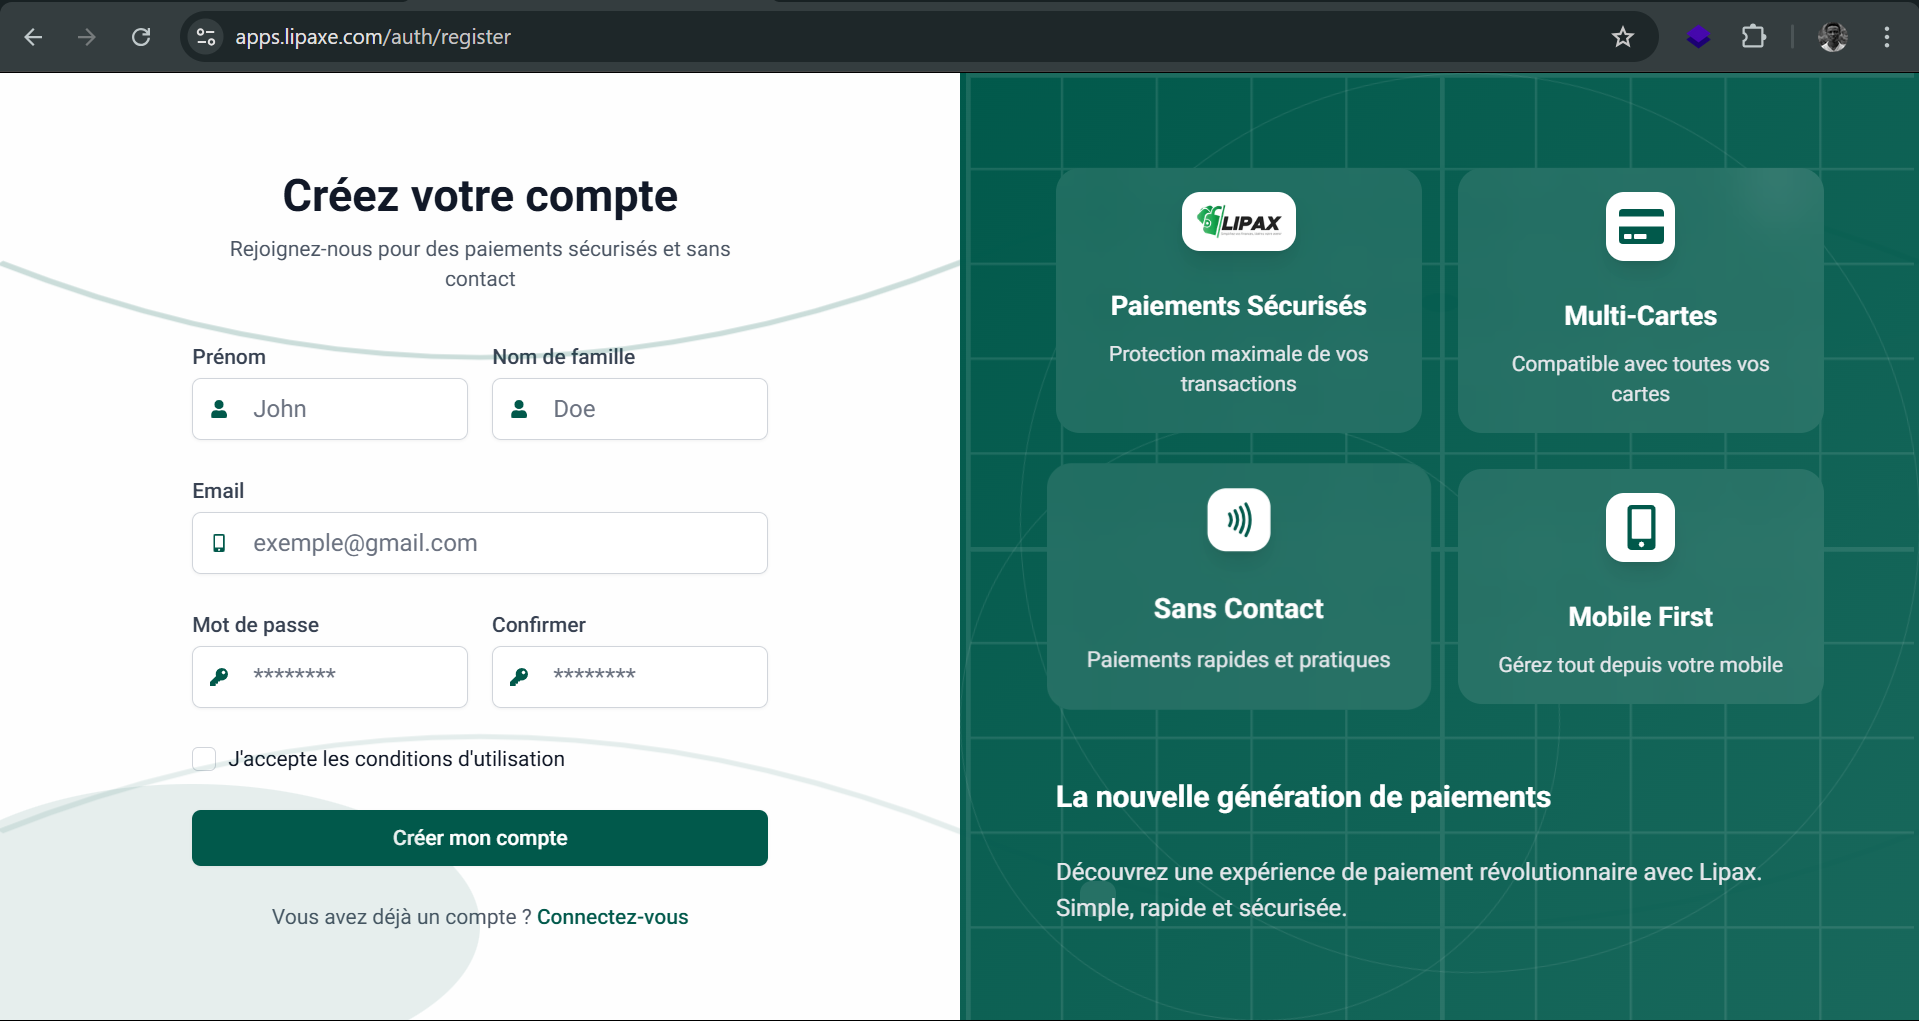 apps.lipaxe.com/auth/register
Créez votre compte
Rejoignez-nous pour des paiements sécurisés et sans
contact
Prénom
Nom de famille
John
Doe
Email
exemple@gmail.com
Mot de passe
Confirmer
********
********
J'accepte les conditions d'utilisation
Créer mon compte
Vous avez déjà un compte ? Connectez-vous
LIPAX
Paiements Sécurisés
Protection maximale de vos
transactions
Multi-Cartes
Compatible avec toutes vos
cartes
Sans Contact
Paiements rapides et pratiques
Mobile First
Gérez tout depuis votre mobile
La nouvelle génération de paiements
Découvrez une expérience de paiement révolutionnaire avec Lipax.
Simple, rapide et sécurisée.